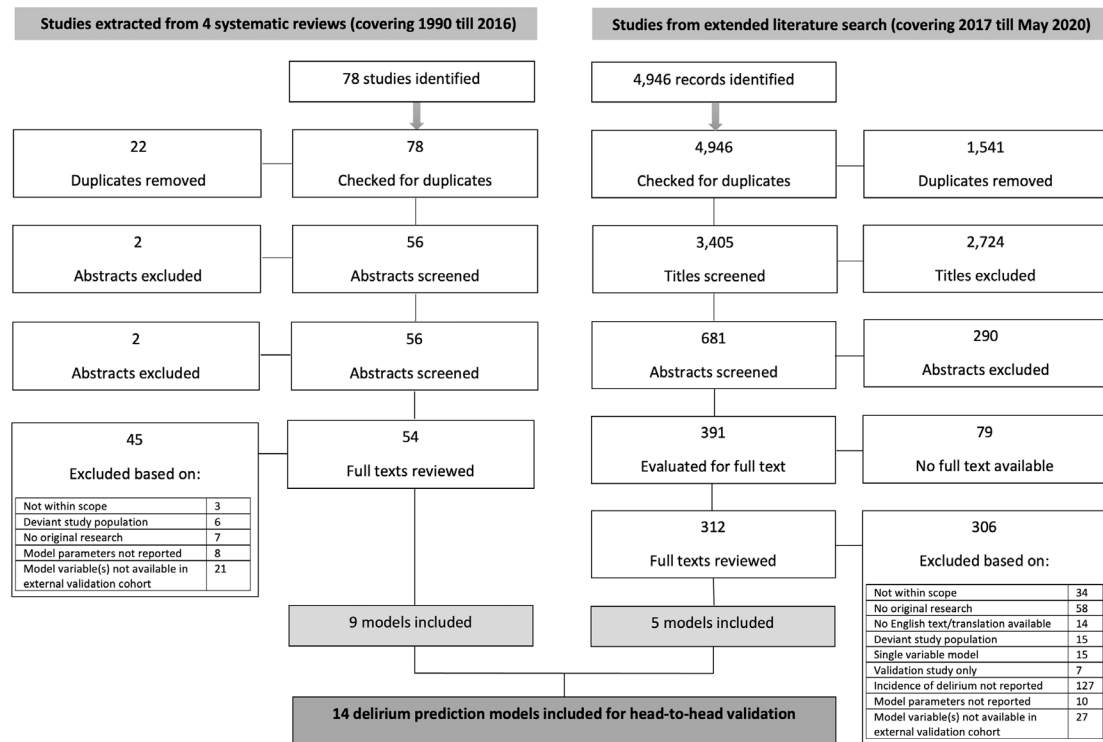 Studies extracted from 4 systematic reviews (covering 1990 till 2016)
78 studies identified
22
Duplicates removed
78
Checked for duplicates
2
Abstracts excluded
56
Abstracts screened
2
Abstracts excluded
56
Abstracts screened
45
Excluded based on:
Not within scope 3
Deviant study population 6
No original research 7
Model parameters not reported 8
Model variable(s) not available in 21
external validation cohort
54
Full texts reviewed
9 models included
Studies from extended literature search (covering 2017 till May 2020)
4,946 records identified
4,946
Checked for duplicates
1,541
Duplicates removed
3,405
Titles screened
2,724
Titles excluded
681
Abstracts screened
290
Abstracts excluded
391
Evaluated for full text
79
No full text available
312
Full texts reviewed
306
Excluded based on:
Not within scope 34
No original research 58
No English text/translation available 14
Deviant study population 15
Single variable model 15
Validation study only 7
Incidence of delirium not reported 127
Model parameters not reported 10
Model variable(s) not available in 27
external validation cohort
5 models included
14 delirium prediction models included for head-to-head validation